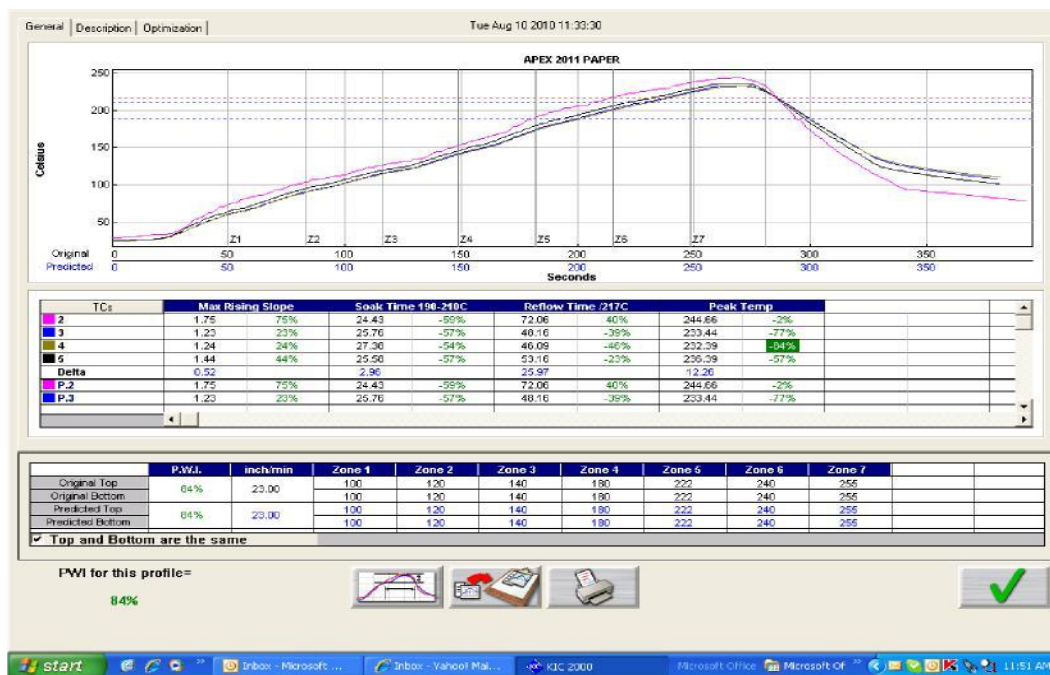 General Description Optimization Tue Aug 10 2010 11:33:30
APEX 2011 PAPER
250
200
150
100
50
Celsius
Z1 Z2 Z3 Z4 Z5 Z6 Z7
Original 0 50 100 150 200 250 300 350
Predicted 0 50 100 150 200 250 300 350
Seconds
TCs Max Rising Slope Soak Time 190-210C Reflow Time /217C Peak Temp
2 1.75 75% 24.43 -59% 72.06 40% 244.66 -2%
3 1.23 23% 25.76 -57% 48.16 -39% 233.44 -77%
4 1.24 24% 27.38 -54% 46.09 -46% 232.39 -84%
5 1.44 44% 25.58 -57% 53.16 -23% 236.39 -57%
Delta 0.52 2.96 25.97 12.26
P.2 1.75 75% 24.43 -59% 72.06 40% 244.66 -2%
P.3 1.23 23% 25.76 -57% 48.16 -39% 233.44 -77%
P.W.I. inch/min Zone 1 Zone 2 Zone 3 Zone 4 Zone 5 Zone 6 Zone 7
Original Top 84% 23.00 100 120 140 180 222 240 255
Original Bottom 100 120 140 180 222 240 255
Predicted Top 84% 23.00 100 120 140 180 222 240 255
Predicted Bottom 100 120 140 180 222 240 255
Top and Bottom are the same
PWI for this profile=
84%
start » Inbox - Microsoft ... Inbox - Yahoo! Mai... KIC 2000 Microsoft Office Microsoft Of » 11:51 AM